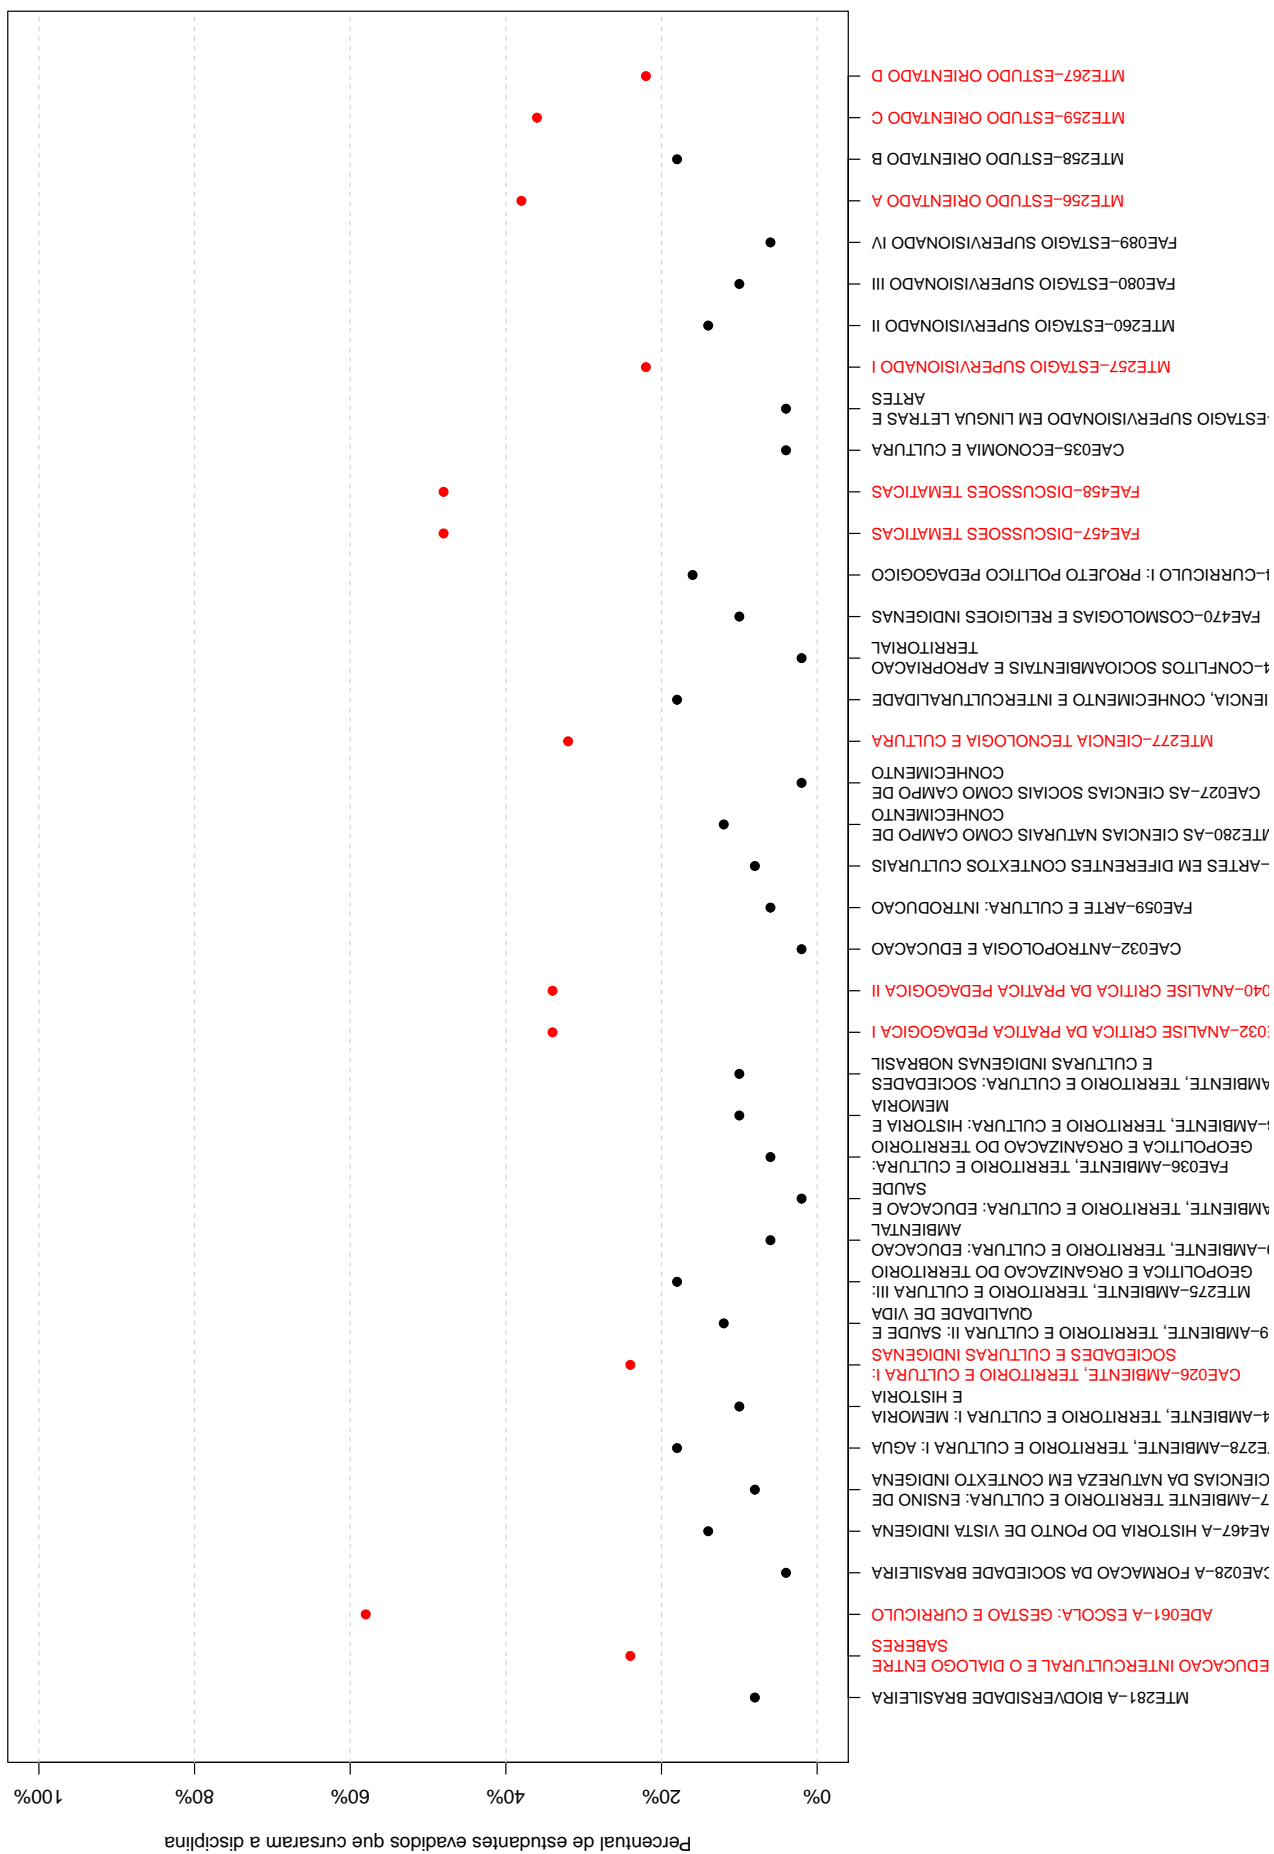 Percentual de estudantes evadidos que cursaram a disciplina
0% 20% 40% 60% 80% 100%
MTE281−A BIODVERSIDADE BRASILEIRA
EDUCACAO INTERCULTURAL E O DIALOGO ENTRE
SABERES
ADE061−A ESCOLA: GESTAO E CURRICULO
CAE028−A FORMACAO DA SOCIEDADE BRASILEIRA
AE467−A HISTORIA DO PONTO DE VISTA INDIGENA
7−AMBIENTE TERRITORIO E CULTURA: ENSINO DE
CIENCIAS DA NATUREZA EM CONTEXTO INDIGENA
TE278−AMBIENTE, TERRITORIO E CULTURA I: AGUA
4−AMBIENTE, TERRITORIO E CULTURA I: MEMORIA
E HISTORIA
CAE026−AMBIENTE, TERRITORIO E CULTURA I:
SOCIEDADES E CULTURAS INDIGENAS
9−AMBIENTE, TERRITORIO E CULTURA II: SAUDE E
QUALIDADE DE VIDA
MTE275−AMBIENTE, TERRITORIO E CULTURA III:
GEOPOLITICA E ORGANIZACAO DO TERRITORIO
9−AMBIENTE, TERRITORIO E CULTURA: EDUCACAO
AMBIENTAL
AMBIENTE, TERRITORIO E CULTURA: EDUCACAO E
SAUDE
FAE036−AMBIENTE, TERRITORIO E CULTURA:
GEOPOLITICA E ORGANIZACAO DO TERRITORIO
−AMBIENTE, TERRITORIO E CULTURA: HISTORIA E
MEMORIA
AMBIENTE, TERRITORIO E CULTURA: SOCIEDADES
E CULTURAS INDIGENAS NOBRASIL
E032−ANALISE CRITICA DA PRATICA PEDAGOGICA I
040−ANALISE CRITICA DA PRATICA PEDAGOGICA II
CAE032−ANTROPOLOGIA E EDUCACAO
FAE059−ARTE E CULTURA: INTRODUCAO
−ARTES EM DIFERENTES CONTEXTOS CULTURAIS
MTE280−AS CIENCIAS NATURAIS COMO CAMPO DE
CONHECIMENTO
CAE027−AS CIENCIAS SOCIAIS COMO CAMPO DE
CONHECIMENTO
MTE277−CIENCIA TECNOLOGIA E CULTURA
IENCIA, CONHECIMENTO E INTERCULTURALIDADE
4−CONFLITOS SOCIOAMBIENTAIS E APROPRIACAO
TERRITORIAL
FAE470−COSMOLOGIAS E RELIGIOES INDIGENAS
4−CURRICULO I: PROJETO POLITICO PEDAGOGICO
FAE457−DISCUSSOES TEMATICAS
FAE458−DISCUSSOES TEMATICAS
CAE035−ECONOMIA E CULTURA
−ESTAGIO SUPERVISIONADO EM LINGUA LETRAS E
ARTES
MTE257−ESTAGIO SUPERVISIONADO I
MTE260−ESTAGIO SUPERVISIONADO II
FAE080−ESTAGIO SUPERVISIONADO III
FAE089−ESTAGIO SUPERVISIONADO IV
MTE256−ESTUDO ORIENTADO A
MTE258−ESTUDO ORIENTADO B
MTE259−ESTUDO ORIENTADO C
MTE267−ESTUDO ORIENTADO D